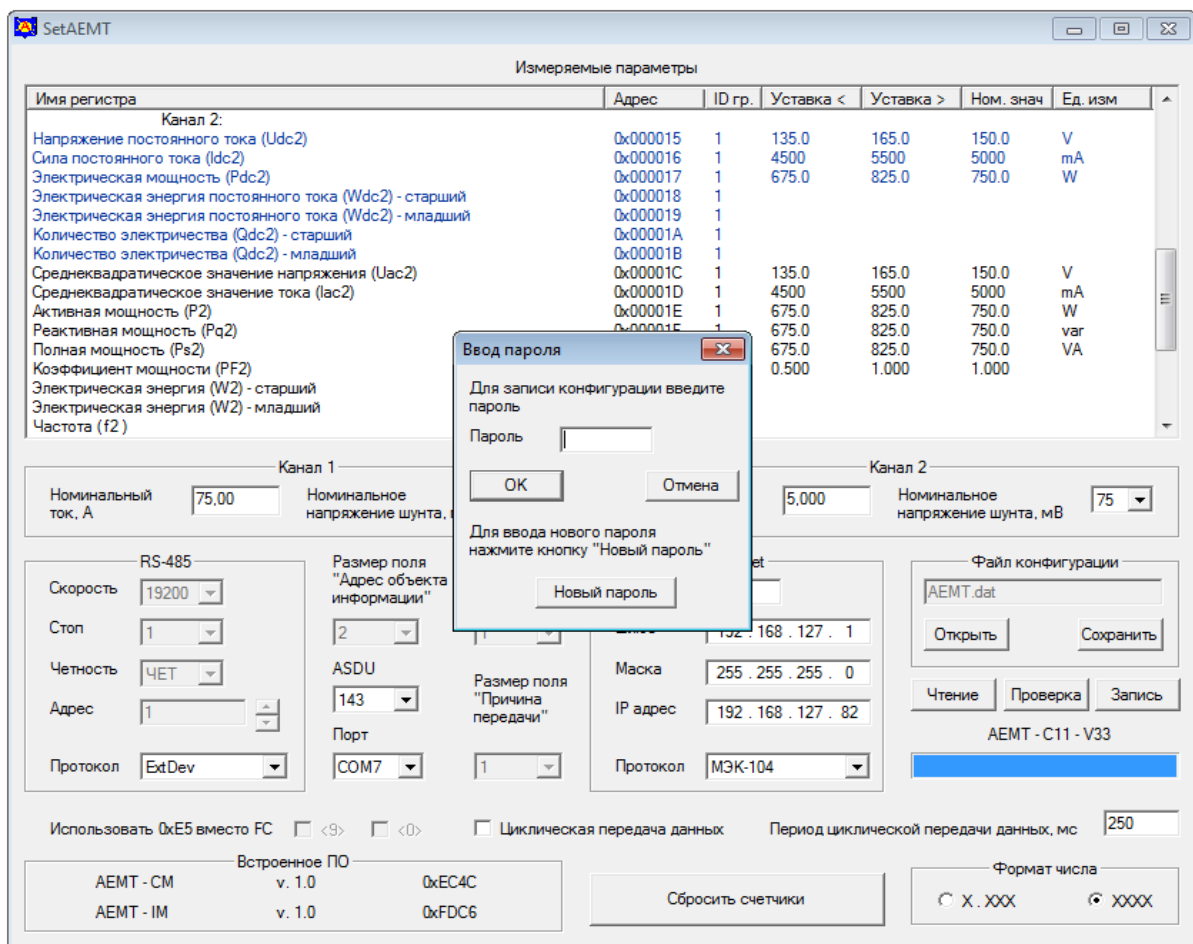 SetAEMT
Измеряемые параметры
Имя регистра Адрес ID гр. Уставка < Уставка > Ном. знач Ед. изм
Канал 2:
Напряжение постоянного тока (Udc2) 0x000015 1 135.0 165.0 150.0 V
Сила постоянного тока (Idc2) 0x000016 1 4500 5500 5000 mA
Электрическая мощность (Pdc2) 0x000017 1 675.0 825.0 750.0 W
Электрическая энергия постоянного тока (Wdc2) - старший 0x000018 1
Электрическая энергия постоянного тока (Wdc2) - младший 0x000019 1
Количество электричества (Qdc2) - старший 0x00001A 1
Количество электричества (Qdc2) - младший 0x00001B 1
Среднеквадратическое значение напряжения (Uac2) 0x00001C 1 135.0 165.0 150.0 V
Среднеквадратическое значение тока (Iac2) 0x00001D 1 4500 5500 5000 mA
Активная мощность (P2) 0x00001E 1 675.0 825.0 750.0 W
Реактивная мощность (Pq2) 0x00001F 1 675.0 825.0 750.0 var
Полная мощность (Ps2) 675.0 825.0 750.0 VA
Коэффициент мощности (PF2) 0.500 1.000 1.000
Электрическая энергия (W2) - старший
Электрическая энергия (W2) - младший
Частота (f2 )
Ввод пароля
Для записи конфигурации введите
пароль
Пароль
OK Отмена
Для ввода нового пароля
нажмите кнопку "Новый пароль"
Новый пароль
Канал 1
Номинальный
ток, А
75,00
Номинальное
напряжение шунта,
Канал 2
5,000
Номинальное
напряжение шунта, мВ
75
RS-485
Скорость 19200
Стоп 1
Четность ЧЕТ
Адрес 1
Протокол ExtDev
Размер поля
"Адрес объекта
информации"
2
ASDU
143
Порт
COM7
1
Размер поля
"Причина
передачи"
1
et
192 . 168 . 127 . 1
Маска 255 . 255 . 255 . 0
IP адрес 192 . 168 . 127 . 82
Протокол МЭК-104
Файл конфигурации
AEMT.dat
Открыть Сохранить
Чтение Проверка Запись
AEMT - C11 - V33
Использовать 0xE5 вместо FC <9> <0> Циклическая передача данных Период циклической передачи данных, мс 250
Встроенное ПО
AEMT - CM v. 1.0 0xEC4C
AEMT - IM v. 1.0 0xFDC6
Сбросить счетчики
Формат числа
X . XXX XXXX